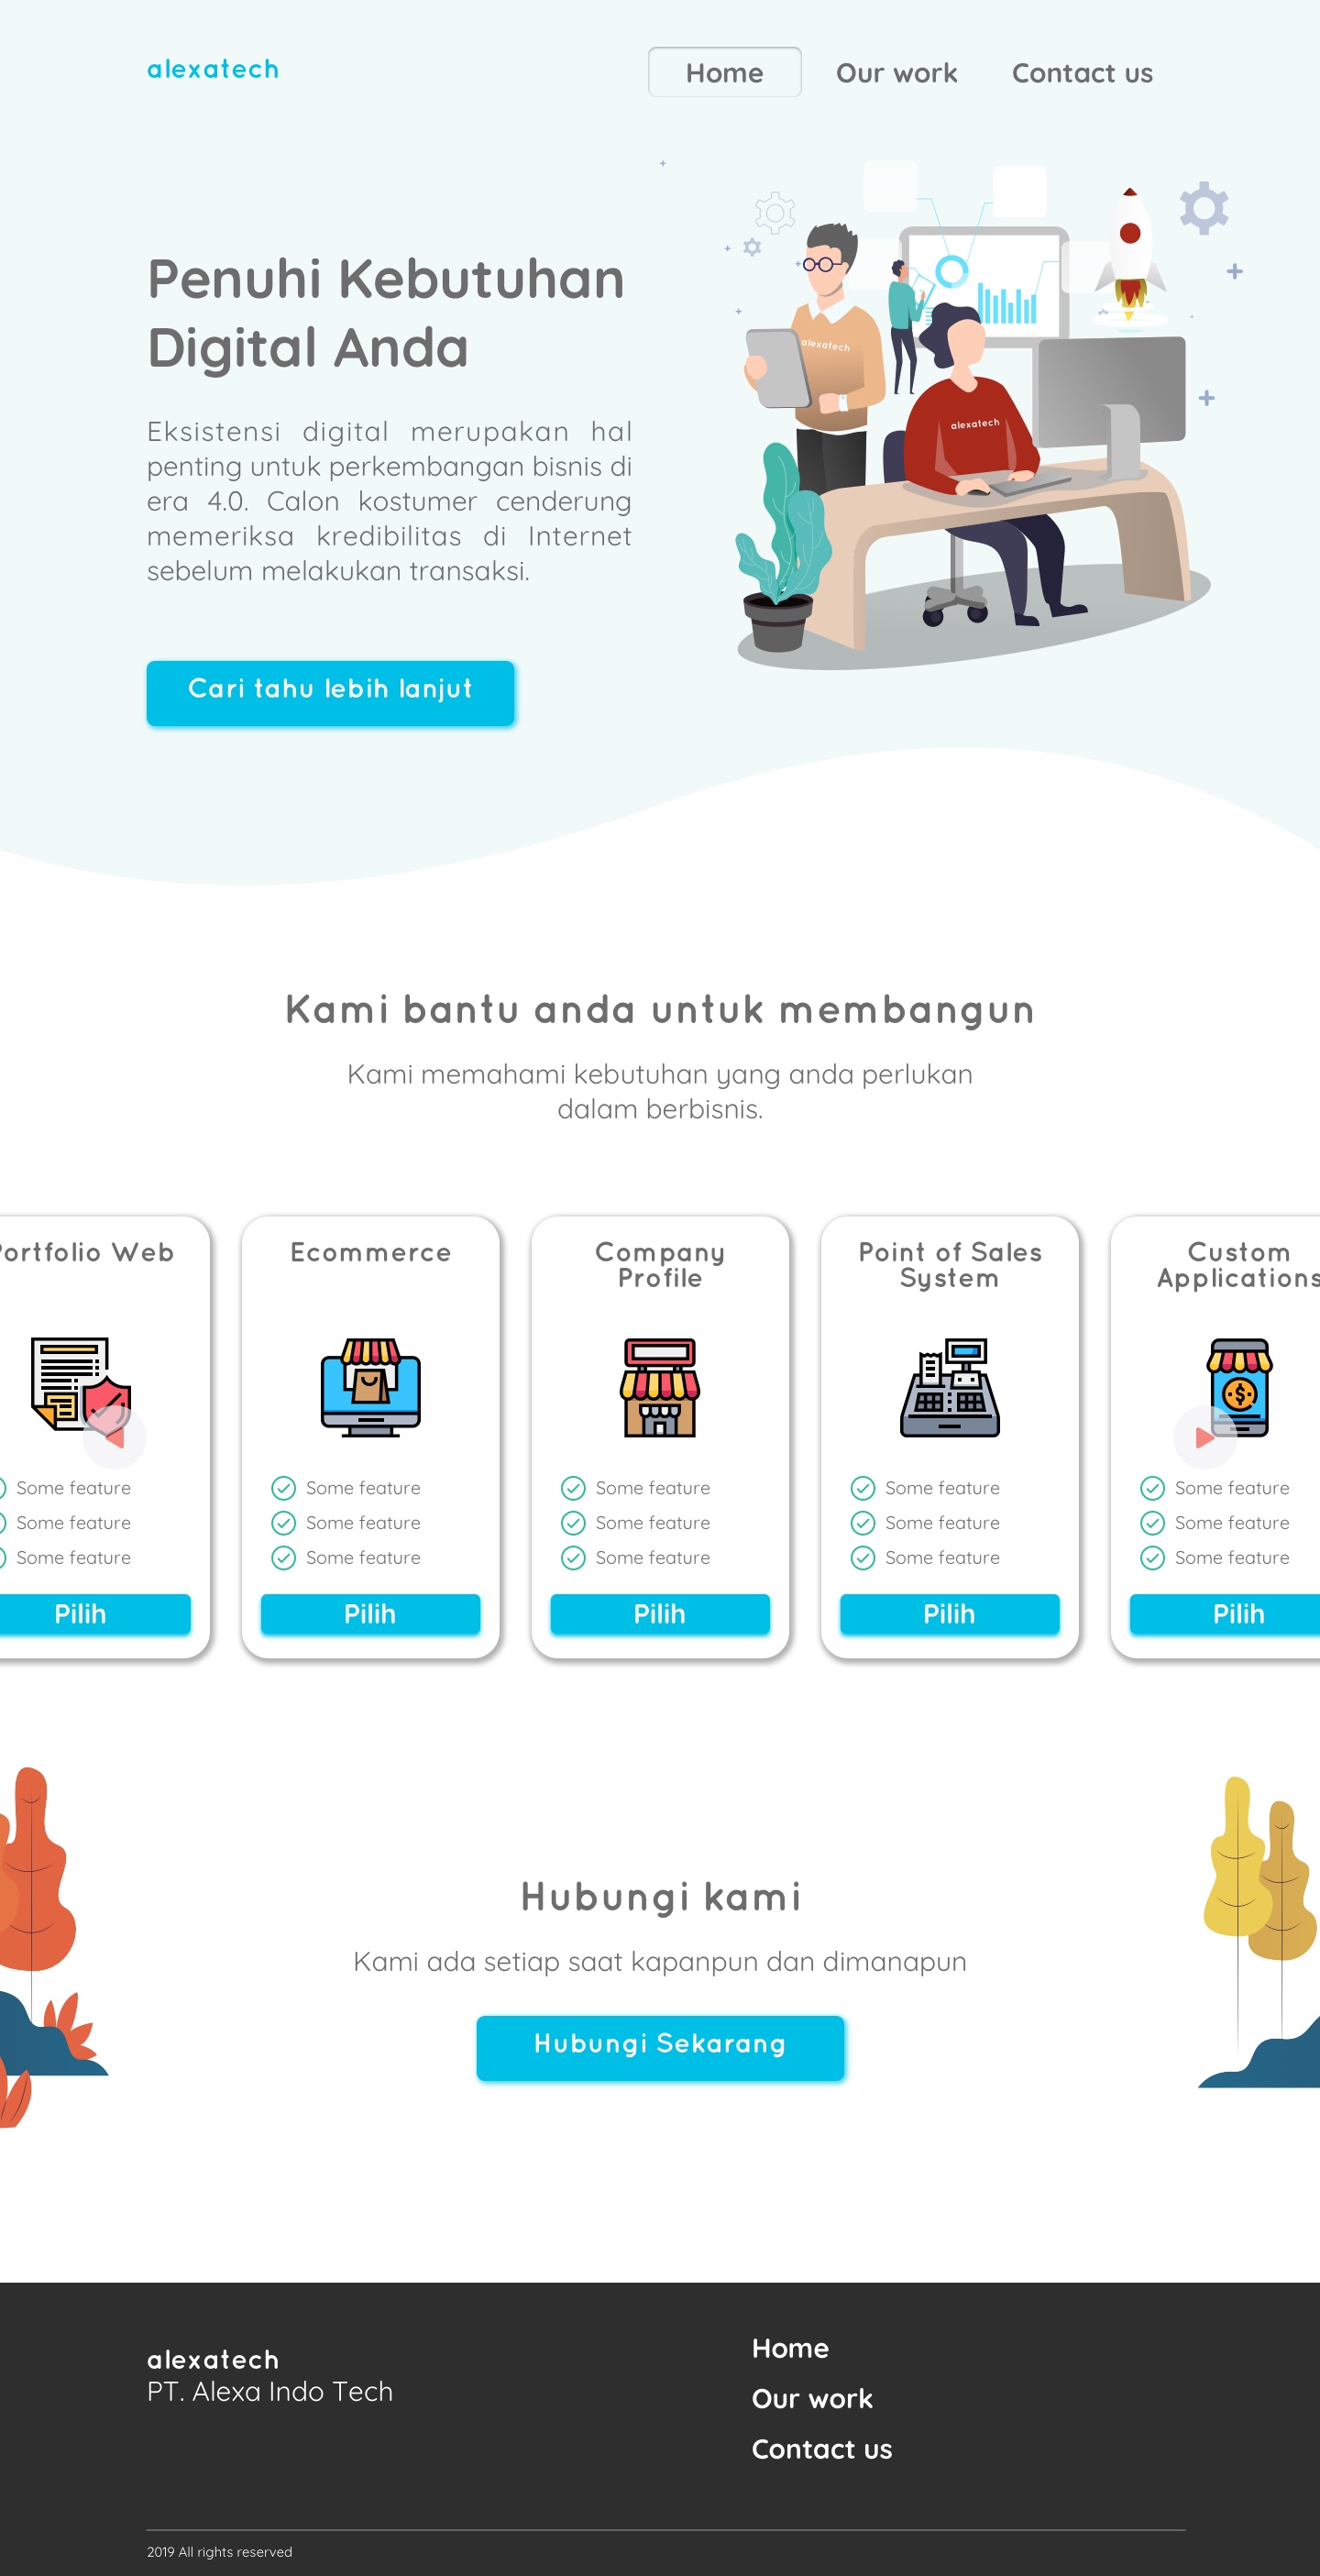 alexatech
Home
Our work
Contact us
Penuhi Kebutuhan
Digital Anda
Eksistensi digital merupakan hal
penting untuk perkembangan bisnis di
era 4.0. Calon kostumer cenderung
memeriksa kredibilitas di Internet
sebelum melakukan transaksi.
Cari tahu lebih lanjut
alexatech
alexatech
Kami bantu anda untuk membangun
Kami memahami kebutuhan yang anda perlukan
dalam berbisnis.
Portfolio Web
Some feature
Some feature
Some feature
Pilih
Ecommerce
Some feature
Some feature
Some feature
Pilih
Company
Profile
Some feature
Some feature
Some feature
Pilih
Point of Sales
System
Some feature
Some feature
Some feature
Pilih
Custom
Applications
Some feature
Some feature
Some feature
Pilih
Hubungi kami
Kami ada setiap saat kapanpun dan dimanapun
Hubungi Sekarang
alexatech
PT. Alexa Indo Tech
Home
Our work
Contact us
2019 All rights reserved